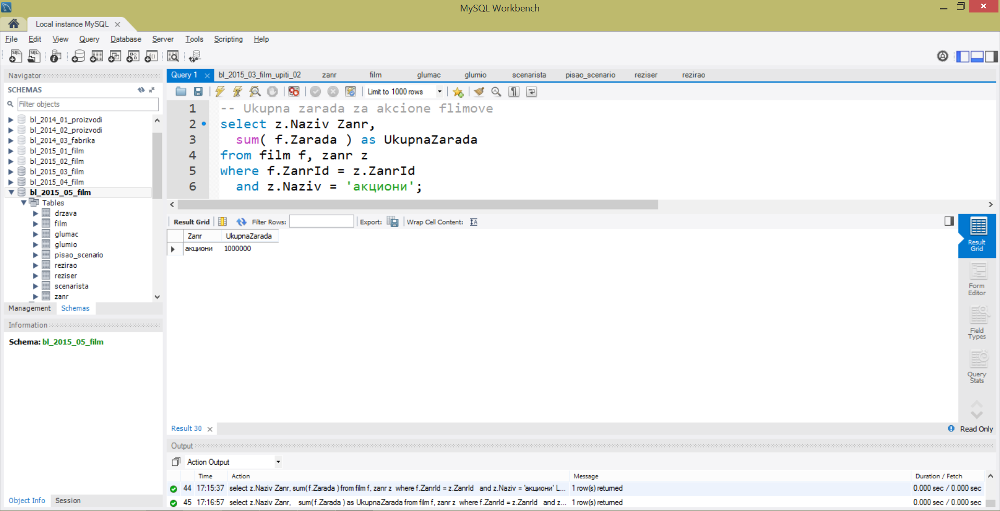 MySQL Workbench
Local instance MySQL
File Edit View Query Database Server Tools Scripting Help
Navigator
SCHEMAS
Filter objects
bl_2014_01_proizvodi
bl_2014_02_proizvodi
bl_2014_03_fabrika
bl_2015_01_film
bl_2015_02_film
bl_2015_03_film
bl_2015_04_film
bl_2015_05_film
Tables
drzava
film
glumac
glumio
pisao_scenario
rezirao
reziser
scenarista
zanr
Management Schemas
Information
Schema: bl_2015_05_film
Object Info Session
Query 1 bl_2015_03_film_upiti_02 zanr film glumac glumio scenarista pisao_scenario reziser rezirao
Limit to 1000 rows
1 -- Ukupna zarada za akcione flimove
2 select z.Naziv Zanr,
3 sum( f.Zarada ) as UkupnaZarada
4 from film f, zanr z
5 where f.ZanrId = z.ZanrId
6 and z.Naziv = 'акциони';
Result Grid Filter Rows: Export: Wrap Cell Content:
Zanr UkupnaZarada
акциони 1000000
Result
Grid
Form
Editor
Field
Types
Query
Stats
Result 30
Read Only
Output
Action Output
Time Action Message Duration / Fetch
44 17:15:37 select z.Naziv Zanr, sum( f.Zarada ) from film f, zanr z where f.ZanrId = z.ZanrId and z.Naziv = 'акциони' L... 1 row(s) returned 0.000 sec / 0.000 sec
45 17:16:57 select z.Naziv Zanr, sum( f.Zarada ) as UkupnaZarada from film f, zanr z where f.ZanrId = z.ZanrId and z... 1 row(s) returned 0.000 sec / 0.000 sec